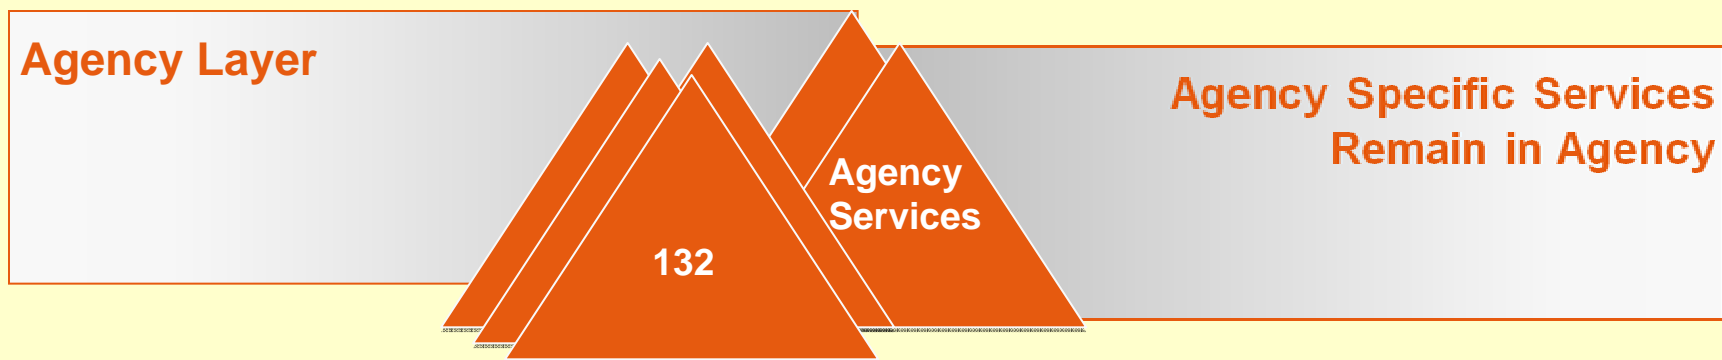 Agency Layer
Agency Specific Services
Remain in Agency
Agency
Services
132